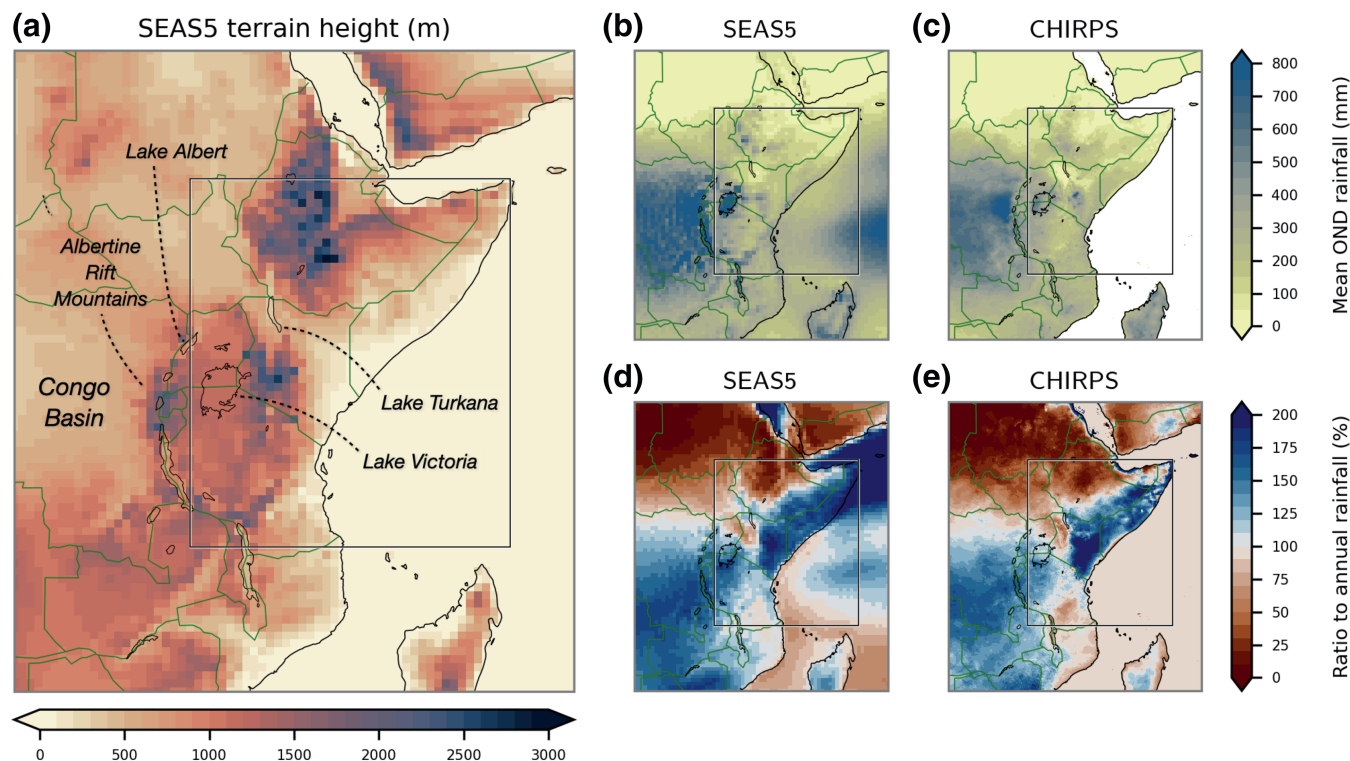 (a)
SEAS5 terrain height (m)
Lake Albert
Albertine
Rift
Mountains
Congo
Basin
Lake Turkana
Lake Victoria
0 500 1000 1500 2000 2500 3000
(b)
SEAS5
(c)
CHIRPS
800
700
600
500
400
300
200
100
0
Mean OND rainfall (mm)
(d)
SEAS5
(e)
CHIRPS
200
175
150
125
100
75
50
25
0
Ratio to annual rainfall (%)